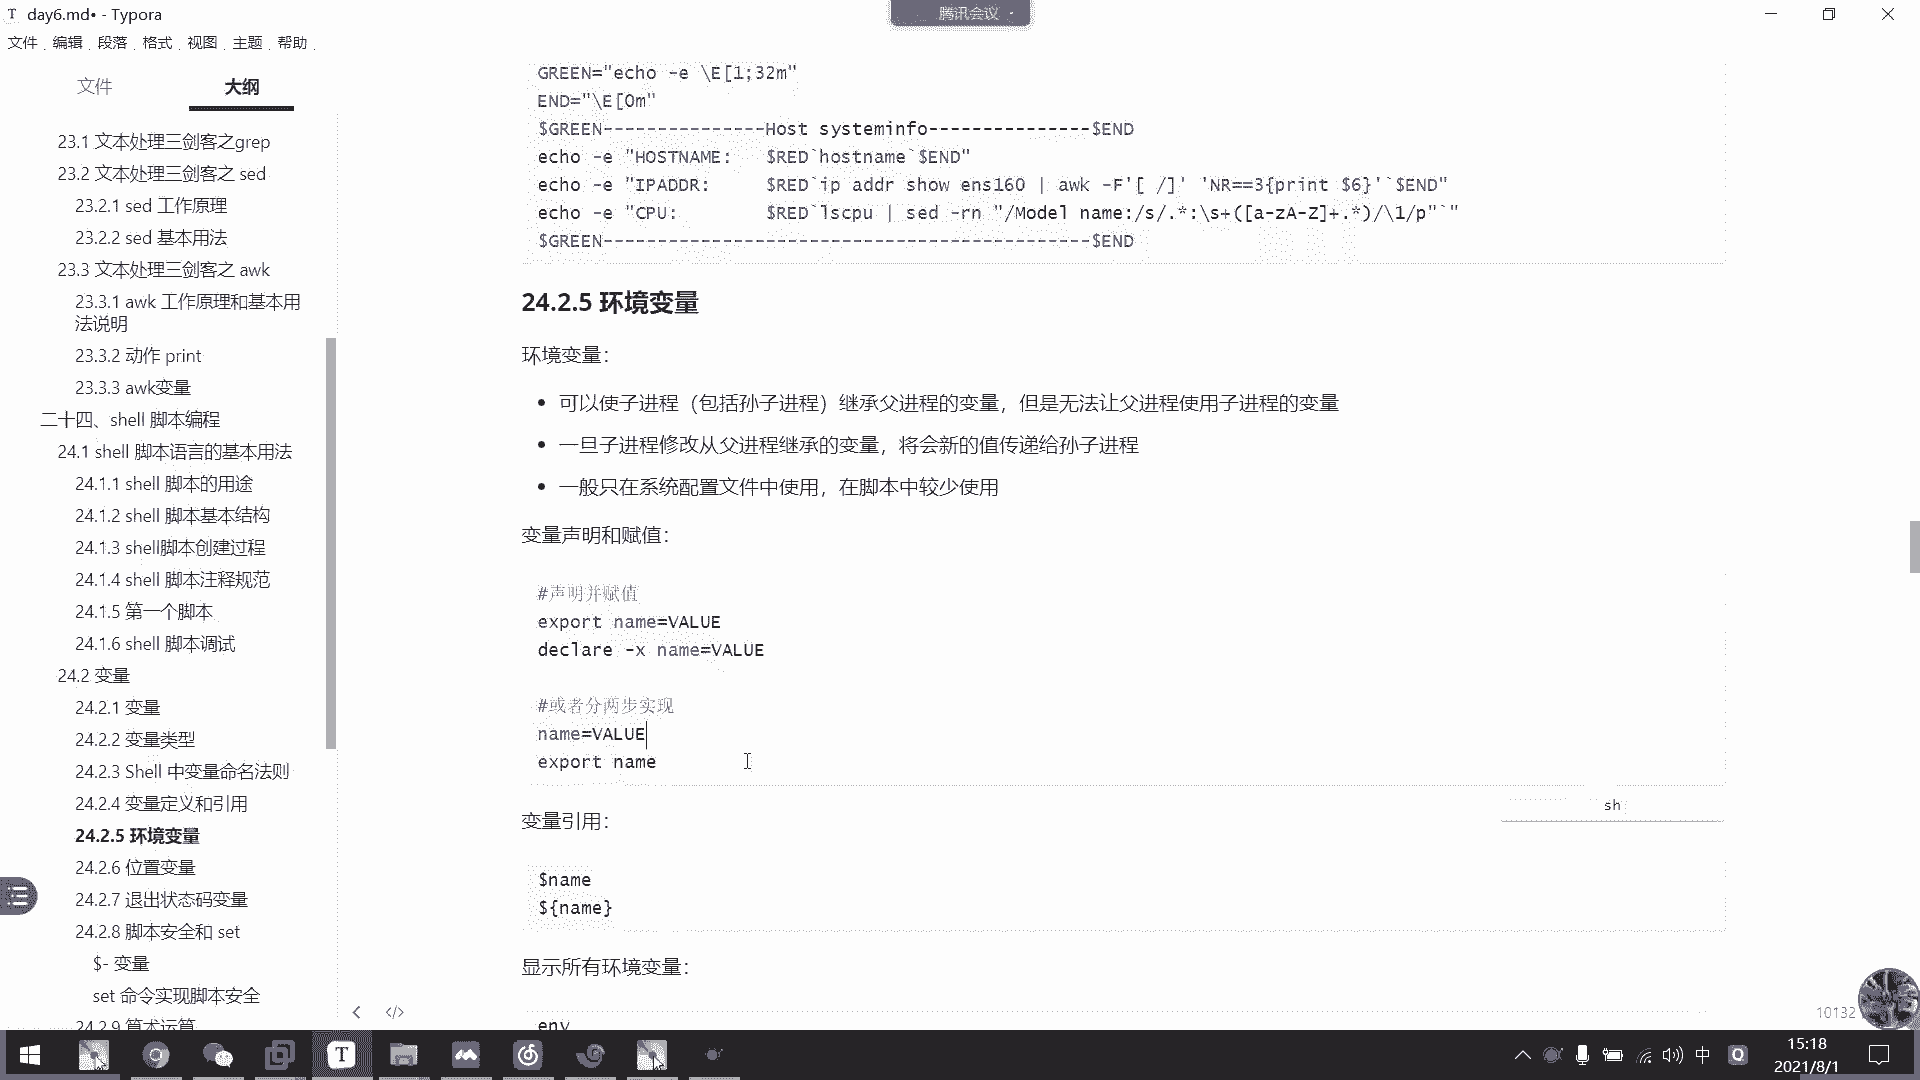 day6.md• - Typora
腾讯会议
文件 编辑 段落 格式 视图 主题 帮助
文件 大纲
23.1 文本处理三剑客之grep
23.2 文本处理三剑客之 sed
23.2.1 sed 工作原理
23.2.2 sed 基本用法
23.3 文本处理三剑客之 awk
23.3.1 awk 工作原理和基本用
法说明
23.3.2 动作 print
23.3.3 awk变量
二十四、shell 脚本编程
24.1 shell 脚本语言的基本用法
24.1.1 shell 脚本的用途
24.1.2 shell 脚本基本结构
24.1.3 shell脚本创建过程
24.1.4 shell 脚本注释规范
24.1.5 第一个脚本
24.1.6 shell 脚本调试
24.2 变量
24.2.1 变量
24.2.2 变量类型
24.2.3 Shell 中变量命名法则
24.2.4 变量定义和引用
24.2.5 环境变量
24.2.6 位置变量
24.2.7 退出状态码变量
24.2.8 脚本安全和 set
$- 变量
set 命令实现脚本安全
24.2.9 算术运算
GREEN="echo -e \E[1;32m"
END="\E[0m"
$GREEN---------------Host systeminfo---------------$END
echo -e "HOSTNAME:   $RED`hostname`$END"
echo -e "IPADDR:     $RED`ip addr show ens160 | awk -F'[ /]' 'NR==3{print $6}'`$END"
echo -e "CPU:        $RED`lscpu | sed -rn "/Model name:/s/.*:\s+([a-zA-Z]+.*)/\1/p"`"
$GREEN---------------------------------------------$END
24.2.5 环境变量
环境变量：
• 可以使子进程（包括孙子进程）继承父进程的变量，但是无法让父进程使用子进程的变量
• 一旦子进程修改从父进程继承的变量，将会新的值传递给孙子进程
• 一般只在系统配置文件中使用，在脚本中较少使用
变量声明和赋值：
#声明并赋值
export name=VALUE
declare -x name=VALUE
#或者分两步实现
name=VALUE
export name
sh
变量引用：
$name
${name}
显示所有环境变量：
env
10132
中
15:18
2021/8/1